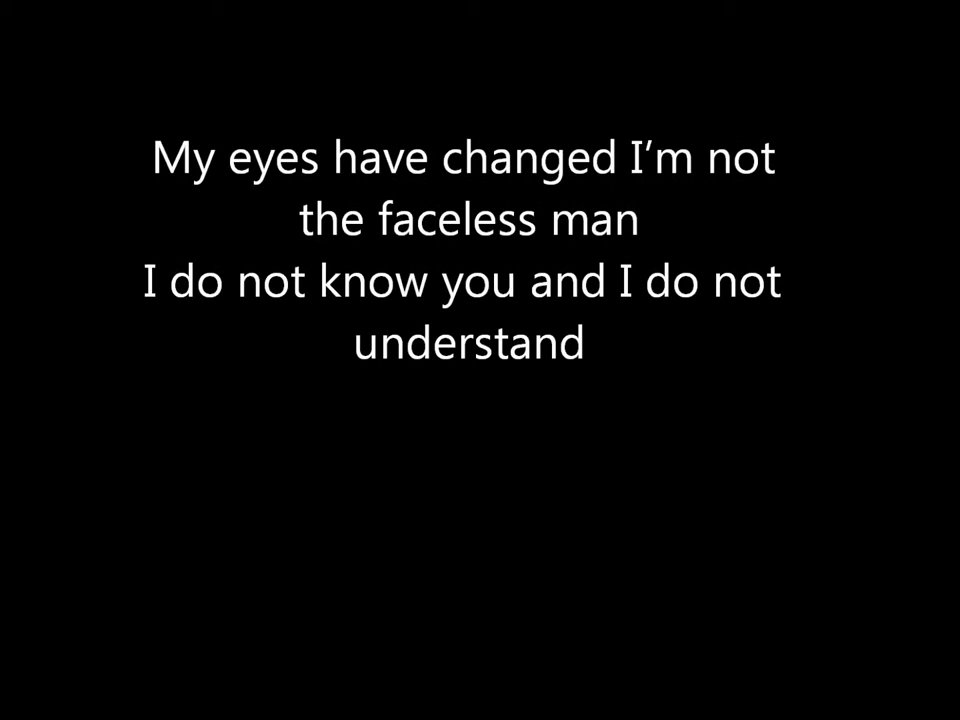 My eyes have changed I’m not
the faceless man
I do not know you and I do not
understand